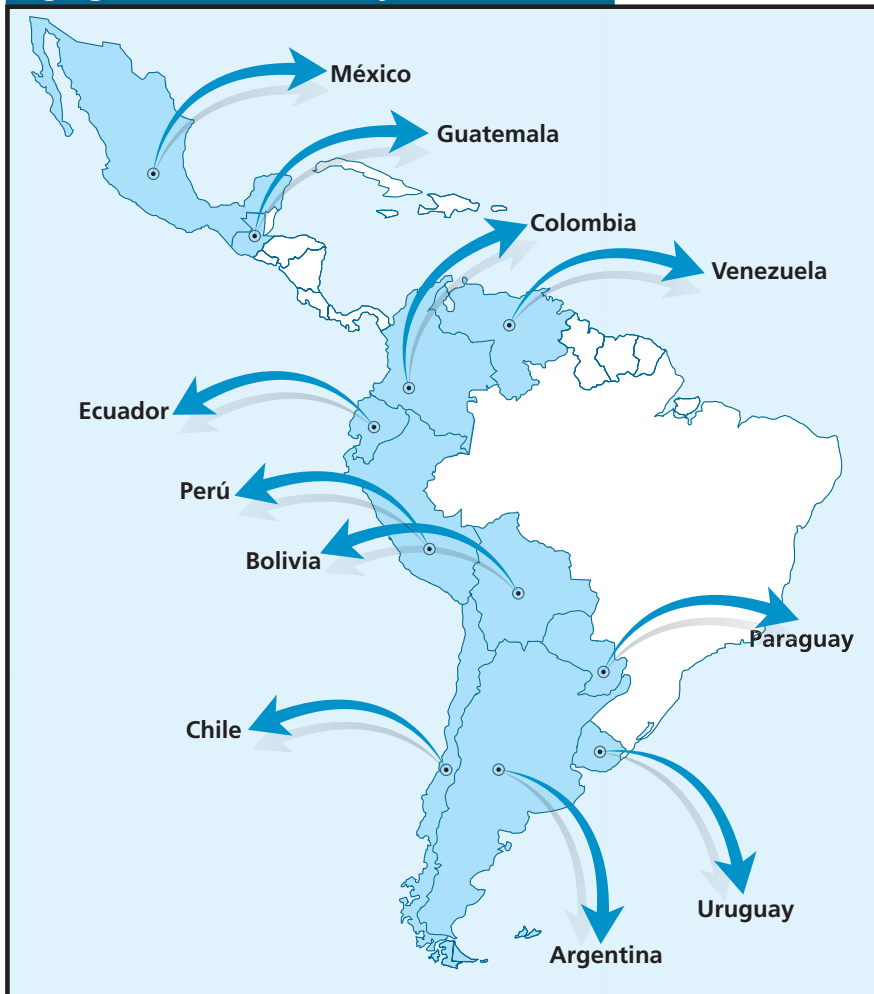 México
Guatemala
Colombia
Venezuela
Ecuador
Perú
Bolivia
Paraguay
Chile
Uruguay
Argentina